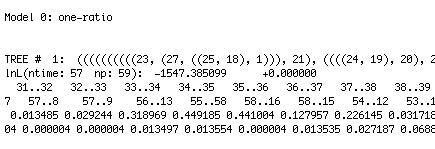 Model 0: one-ratio
TREE # 1: ((((((((((23, (27, ((25, 18), 1))), 21), ((((24, 19), 20), 2
lnL(ntime: 57 np: 59): -1547.385099 +0.000000
31..32 32..33 33..34 34..35 35..36 36..37 37..38 38..39
7 57..8 57..9 56..13 55..58 58..16 58..15 54..12 53..1
0.013485 0.029244 0.318969 0.449185 0.441004 0.127957 0.226145 0.031718
04 0.000004 0.000004 0.013497 0.013554 0.000004 0.013535 0.027187 0.0688